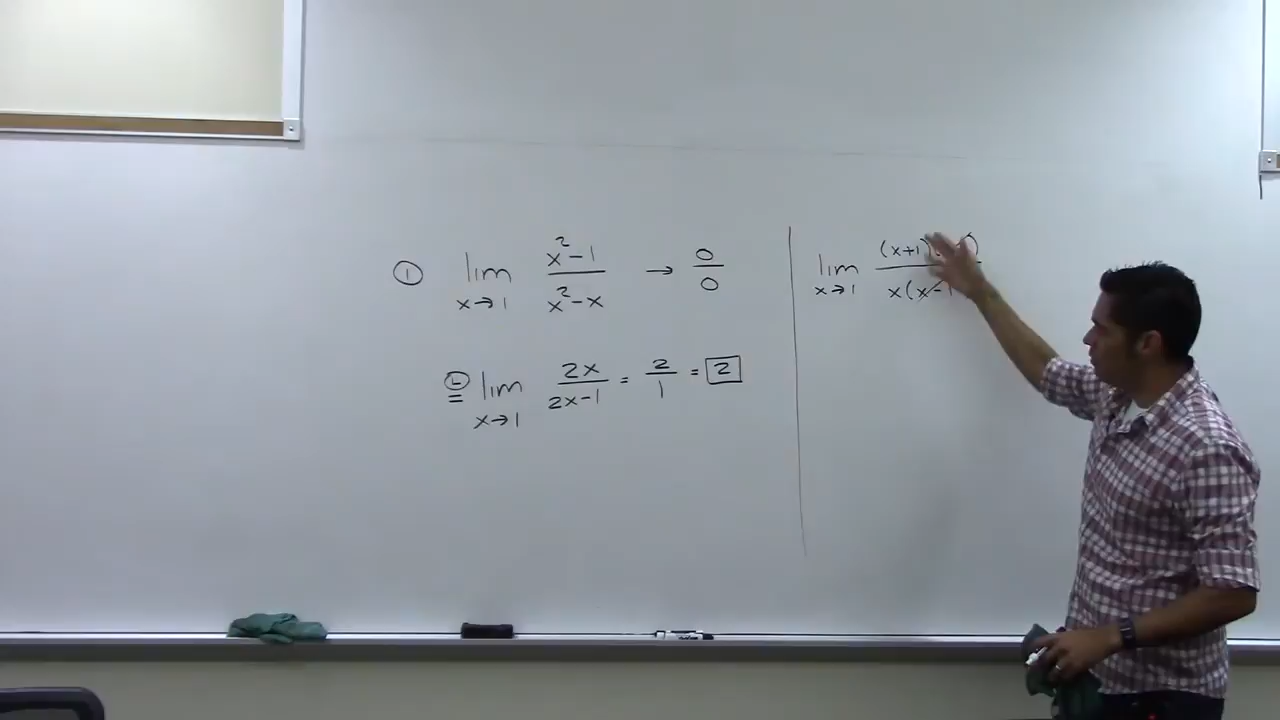 ① lim x→1 x²-1 / x²-x → 0/0
Ⓛ= lim x→1 2x / 2x-1 = 2/1 = 2
lim x→1 (x+1) / x(x-1